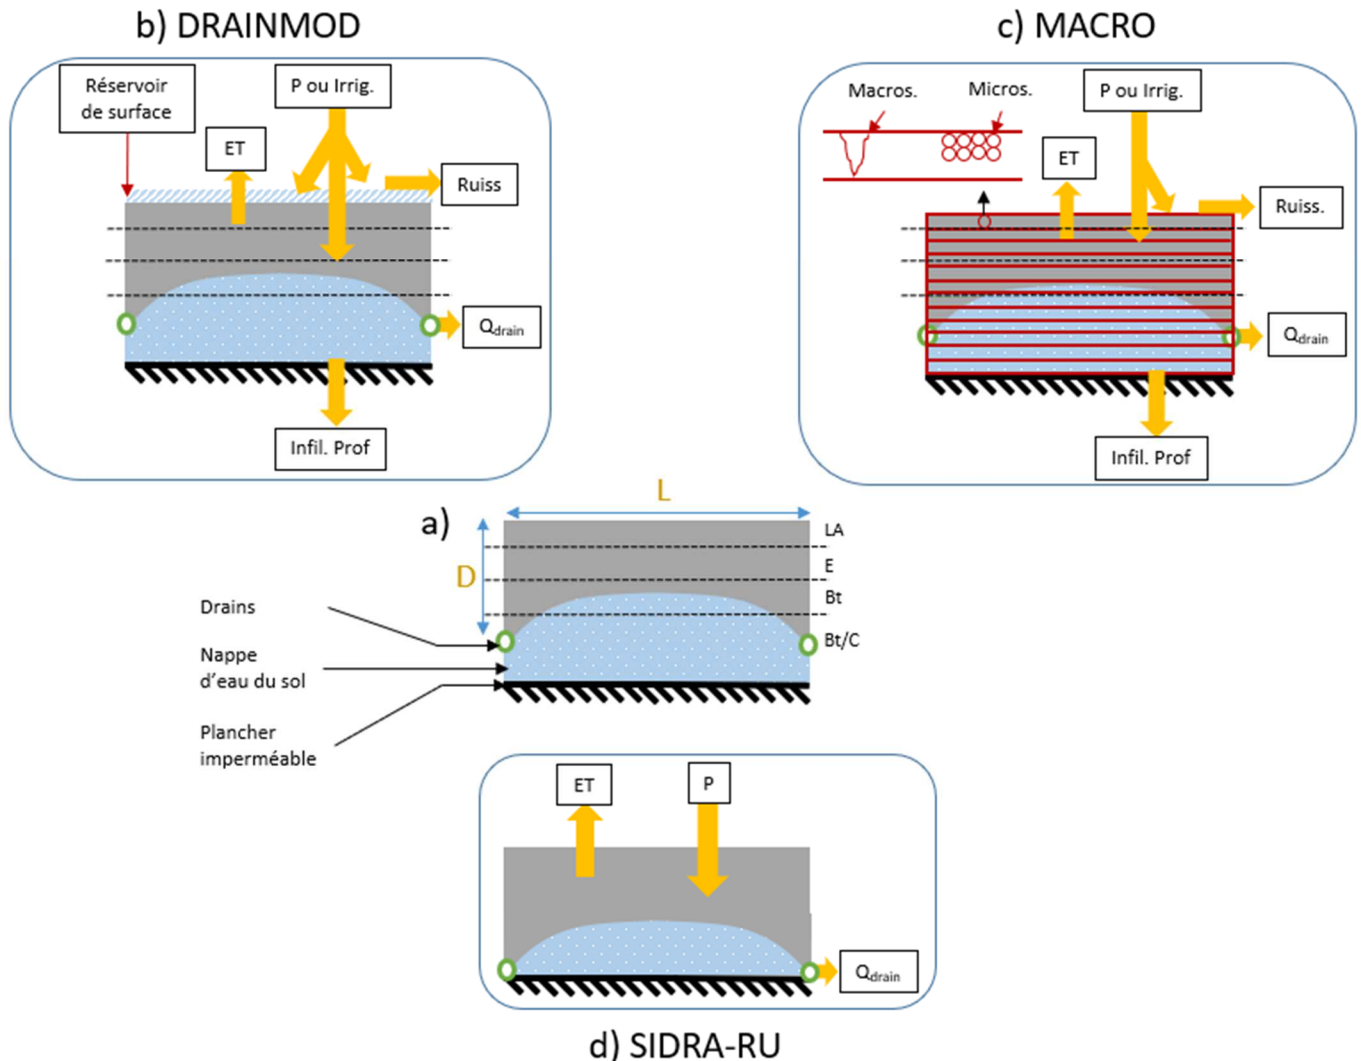 b) DRAINMOD
Réservoir
de surface
P ou Irrig.
ET
Ruiss
Qdrain
Infil. Prof
c) MACRO
Macros.
Micros.
P ou Irrig.
ET
Ruiss.
Qdrain
Infil. Prof
a)
L
D
LA
E
Bt
Bt/C
Drains
Nappe
d'eau du sol
Plancher
imperméable
ET
P
Qdrain
d) SIDRA-RU